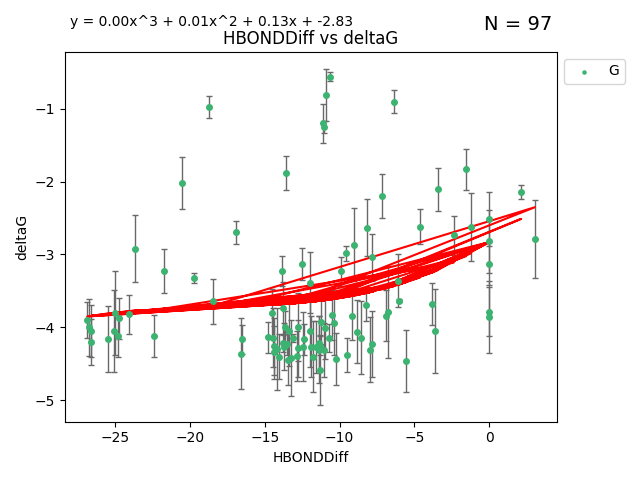 y = 0.00x^3 + 0.01x^2 + 0.13x + -2.83
N = 97
HBONDDiff vs deltaG
G
−1
−2
−3
−4
−5
deltaG
−25 −20 −15 −10 −5 0
HBONDDiff